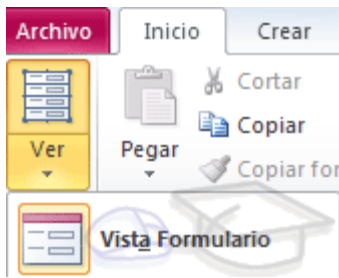 Archivo Inicio Crear
Cortar
Copiar
Ver Pegar
Copiar for
Vista Formulario